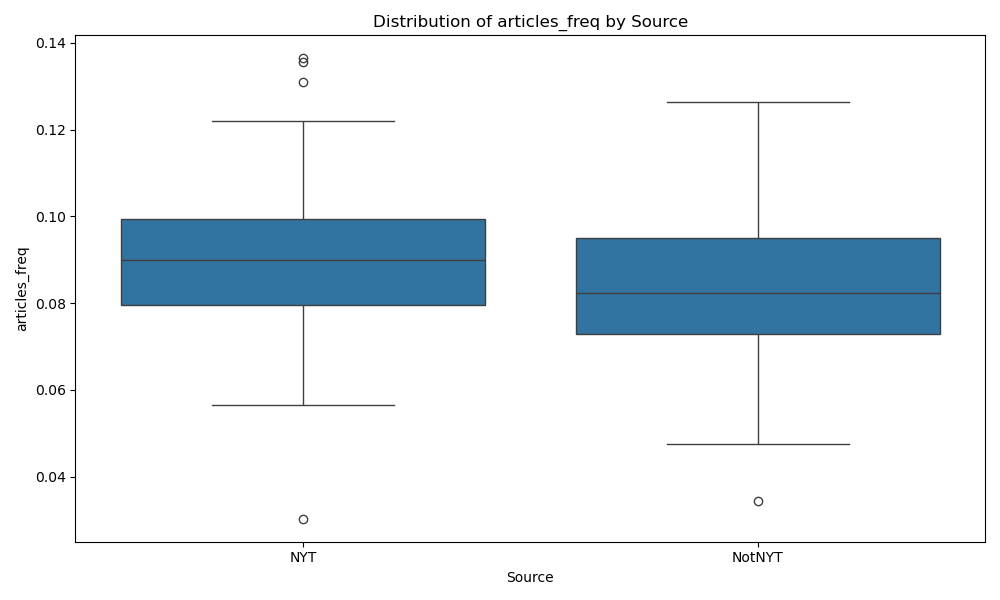 Distribution of articles_freq by Source
0.14
0.12
0.10
0.08
0.06
0.04
articles_freq
NYT
NotNYT
Source